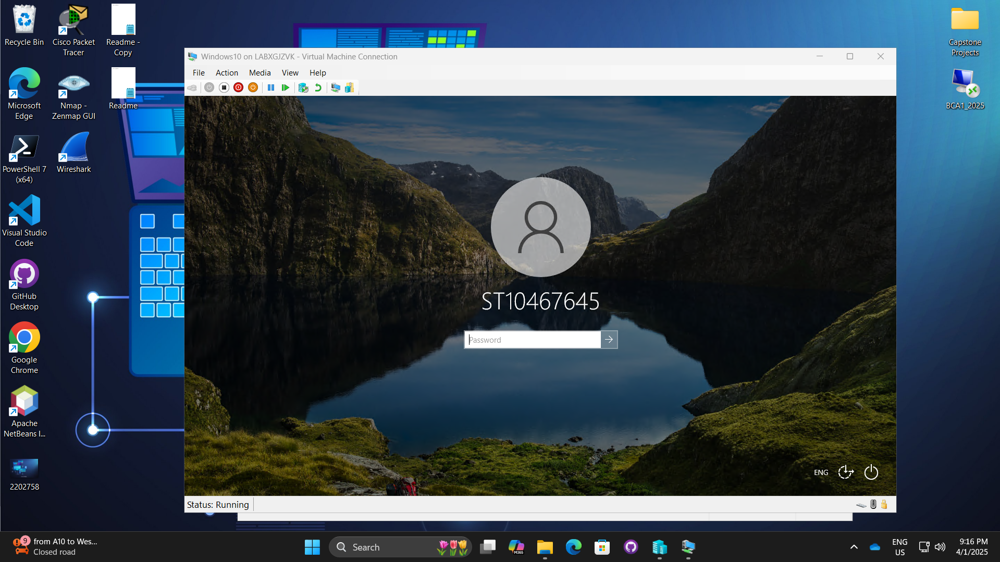 Recycle Bin
Cisco Packet
Tracer
Readme -
Copy
Capstone
Projects
Windows10 on LABXGJZVK - Virtual Machine Connection
File Action Media View Help
Microsoft
Edge
Nmap -
Zenmap GUI
Readme
BCA1_2025
PowerShell 7
(x64)
Wireshark
Visual Studio
Code
GitHub
Desktop
Google
Chrome
Apache
NetBeans I...
2202758
ST10467645
Password
ENG
Status: Running
9
from A10 to Wes...
Closed road
Search
M365
ENG
US
9:16 PM
4/1/2025